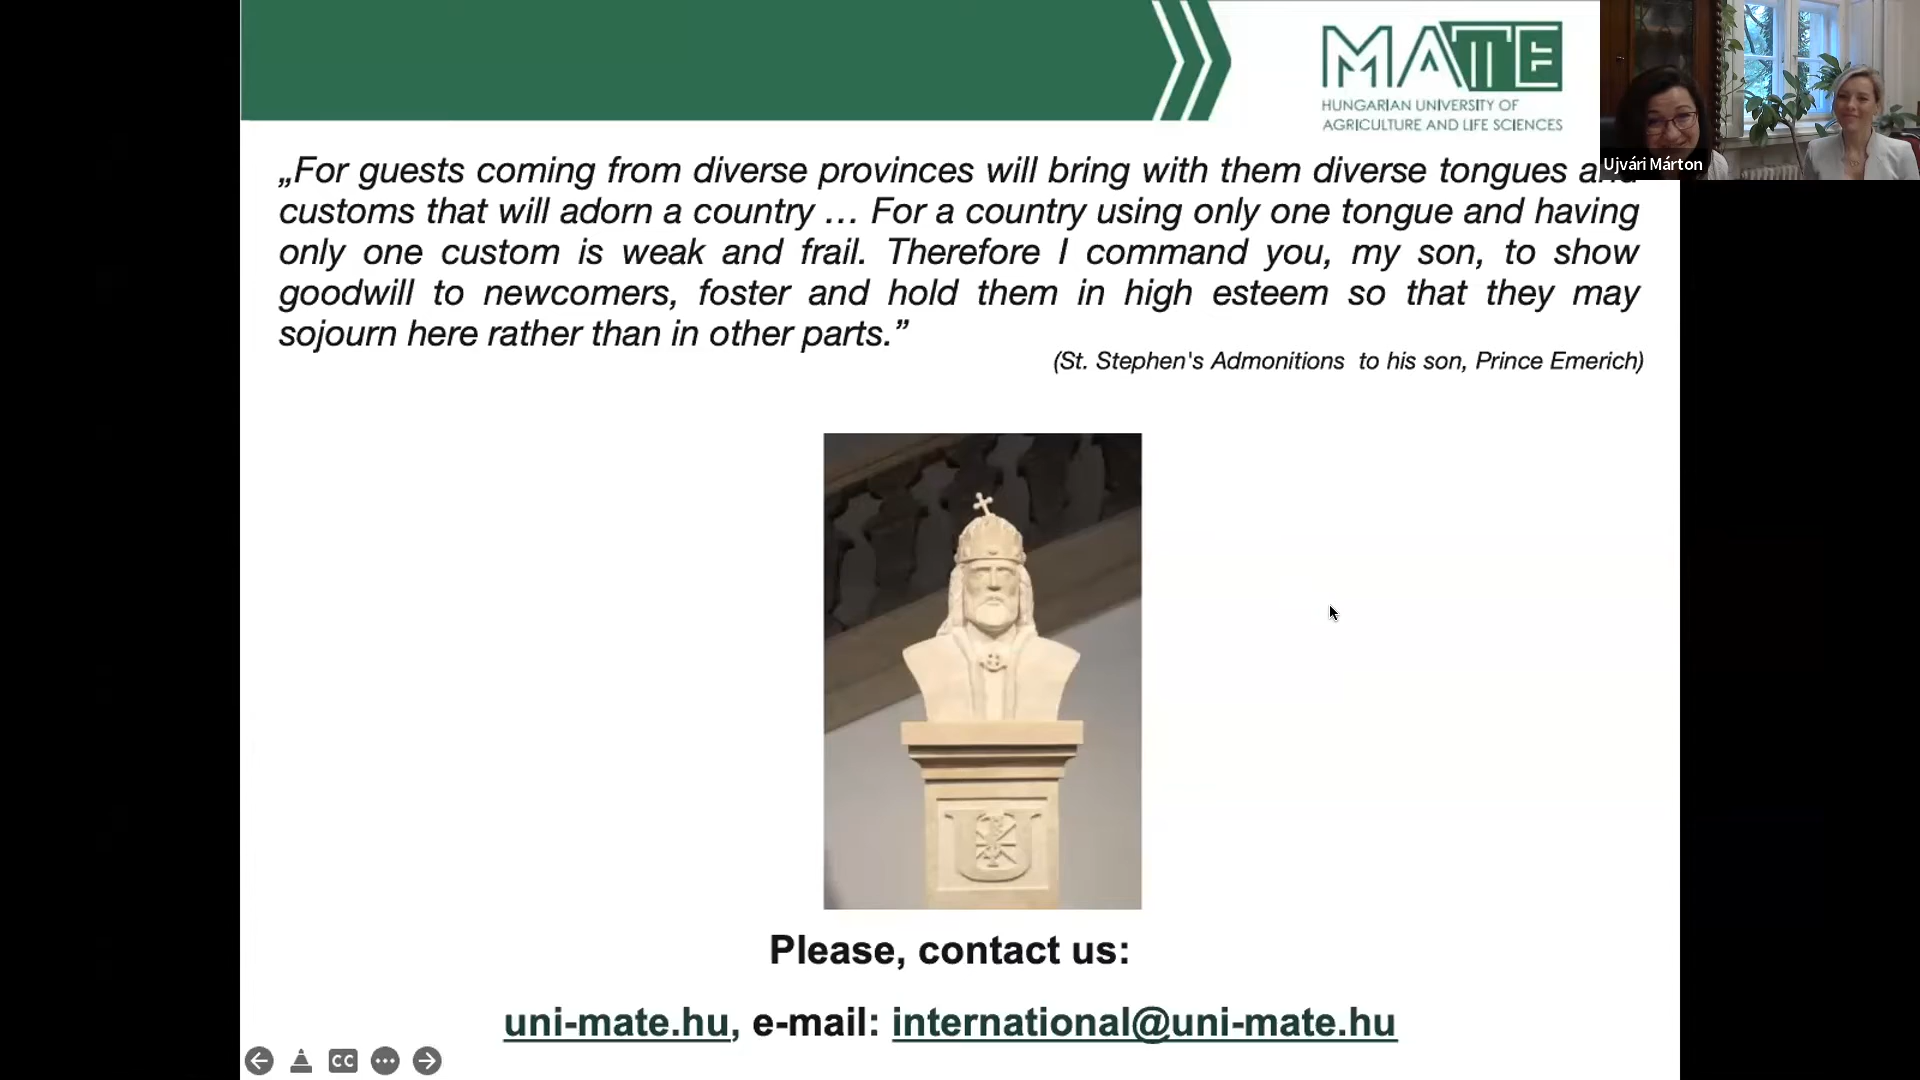 MATE
HUNGARIAN UNIVERSITY OF
AGRICULTURE AND LIFE SCIENCES
Ujvári Márton
„For guests coming from diverse provinces will bring with them diverse tongues and
customs that will adorn a country … For a country using only one tongue and having
only one custom is weak and frail. Therefore I command you, my son, to show
goodwill to newcomers, foster and hold them in high esteem so that they may
sojourn here rather than in other parts.”
(St. Stephen's Admonitions  to his son, Prince Emerich)
Please, contact us:
uni-mate.hu, e-mail: international@uni-mate.hu
CC